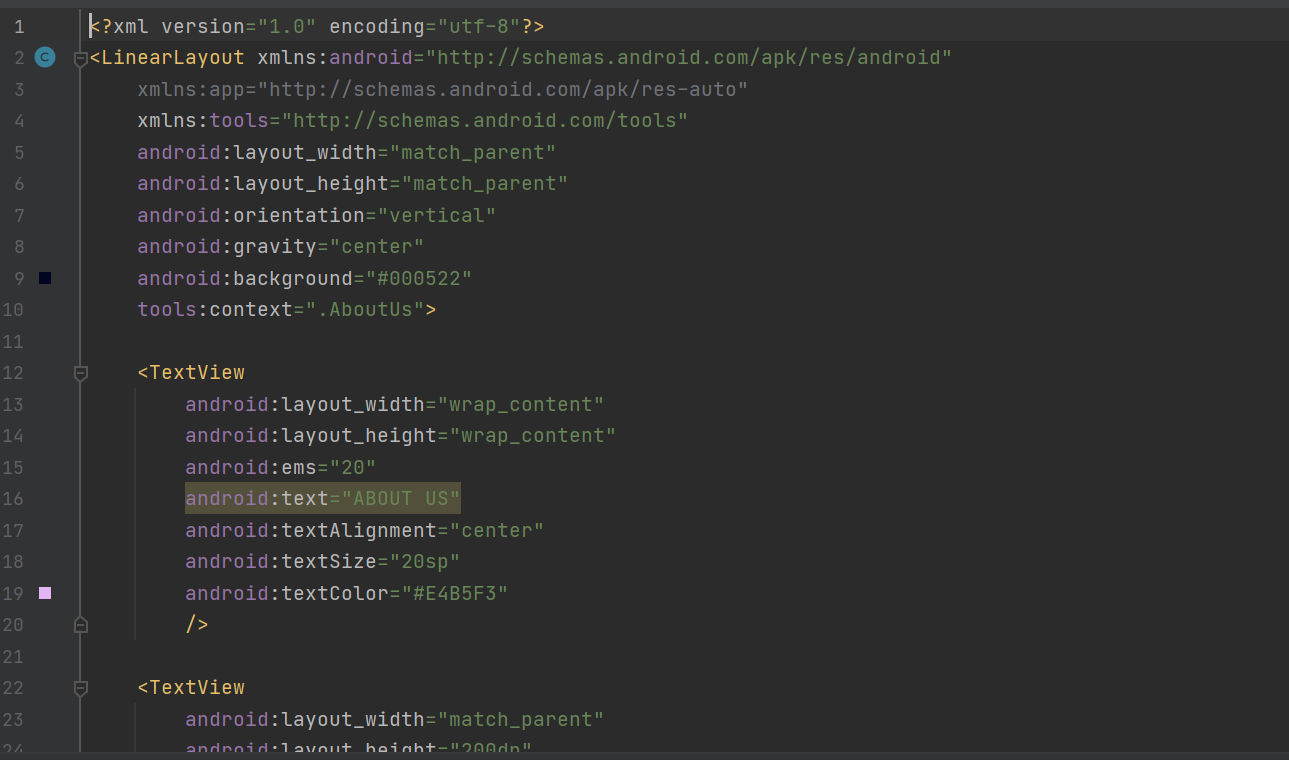 1 <?xml version="1.0" encoding="utf-8"?>
2 C <LinearLayout xmlns:android="http://schemas.android.com/apk/res/android"
3 xmlns:app="http://schemas.android.com/apk/res-auto"
4 xmlns:tools="http://schemas.android.com/tools"
5 android:layout_width="match_parent"
6 android:layout_height="match_parent"
7 android:orientation="vertical"
8 android:gravity="center"
9 android:background="#000522"
10 tools:context=".AboutUs">
11
12 <TextView
13 android:layout_width="wrap_content"
14 android:layout_height="wrap_content"
15 android:ems="20"
16 android:text="ABOUT US"
17 android:textAlignment="center"
18 android:textSize="20sp"
19 android:textColor="#E4B5F3"
20 />
21
22 <TextView
23 android:layout_width="match_parent"
24 android:layout_height="200dp"